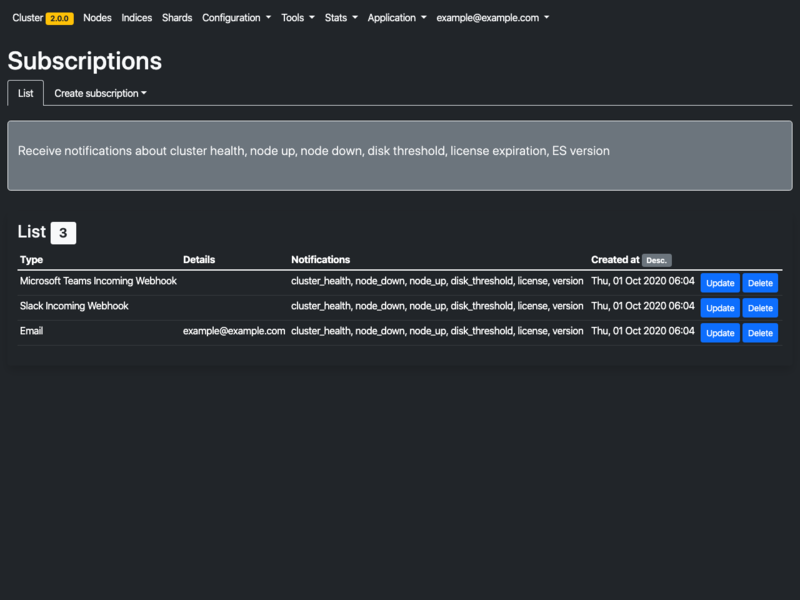 Cluster 2.0.0 Nodes Indices Shards Configuration Tools Stats Application example@example.com
Subscriptions
List Create subscription
Receive notifications about cluster health, node up, node down, disk threshold, license expiration, ES version
List 3
Type Details Notifications Created at Desc.
Microsoft Teams Incoming Webhook cluster_health, node_down, node_up, disk_threshold, license, version Thu, 01 Oct 2020 06:04 Update Delete
Slack Incoming Webhook cluster_health, node_down, node_up, disk_threshold, license, version Thu, 01 Oct 2020 06:04 Update Delete
Email example@example.com cluster_health, node_down, node_up, disk_threshold, license, version Thu, 01 Oct 2020 06:04 Update Delete